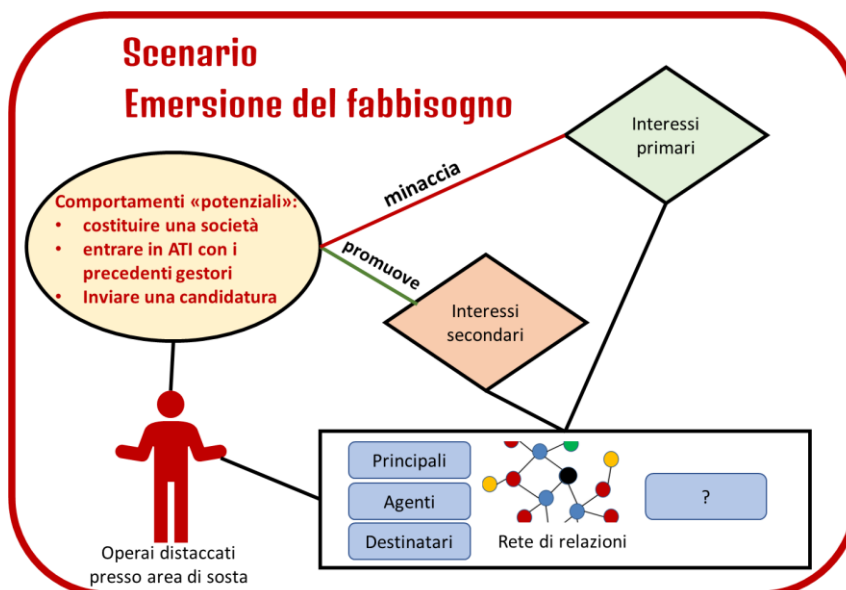 Scenario
Emersione del fabbisogno
Interessi
primari
minaccia
Comportamenti «potenziali»:
• costituire una società
• entrare in ATI con i
precedenti gestori
• Inviare una candidatura
promuove
Interessi
secondari
Principali
Agenti
Destinatari
Rete di relazioni
?
Operai distaccati
presso area di sosta